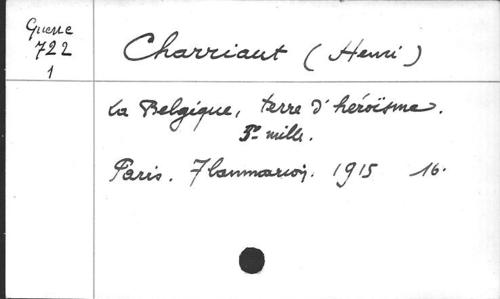 Guerre
722
1
Charriaut (Henri)
La Belgique, terre d'héroïsme.
3e mille.
Paris. Flammarion. 1915 16.